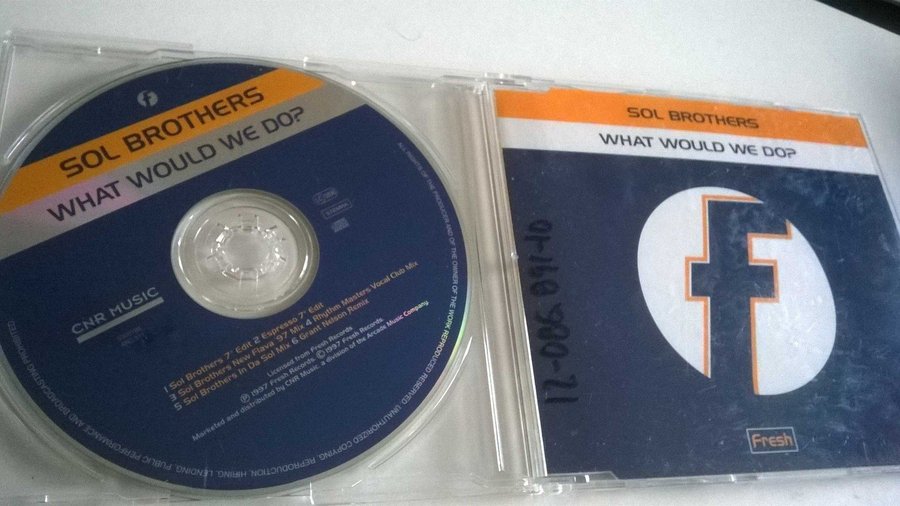 SOL BROTHERS
WHAT WOULD WE DO?
CNR MUSIC
STEMRA
1 Sol Brothers 7" Edit 2 Espresso 7" Edit
3 Sol Brothers New Flava '97 Mix 4 Rhythm Masters Vocal Club Mix
5 Sol Brothers In Da Sol Mix 6 Grant Nelson Remix
Licensed from Fresh Records
℗ 1997 Fresh Records. © 1997 Fresh Records.
Marketed and distributed by CNR Music. a division of the Arcade Music Company.
ALL RIGHTS OF THE PRODUCER AND OF THE OWNER OF THE WORK REPRODUCED RESERVED. UNAUTHORIZED COPYING, REPRODUCTION, HIRING, LENDING, PUBLIC PERFORMANCE AND BROADCASTING PROHIBITED
SOL BROTHERS
WHAT WOULD WE DO?
f
Fresh